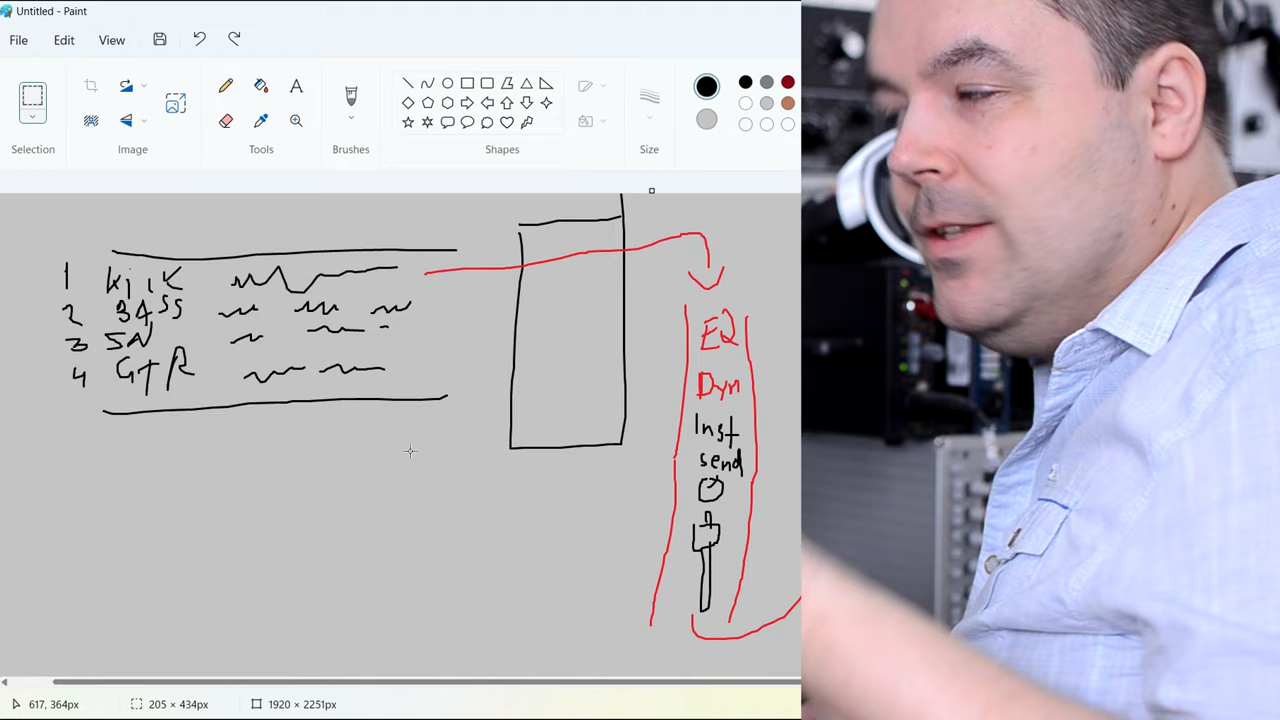 Untitled - Paint
File Edit View
Selection Image Tools Brushes Shapes Size
1 Kick
2 BASS
3 SN
4 GTR
EQ
Dyn
Inst
send
617, 364px 205 × 434px 1920 × 2251px